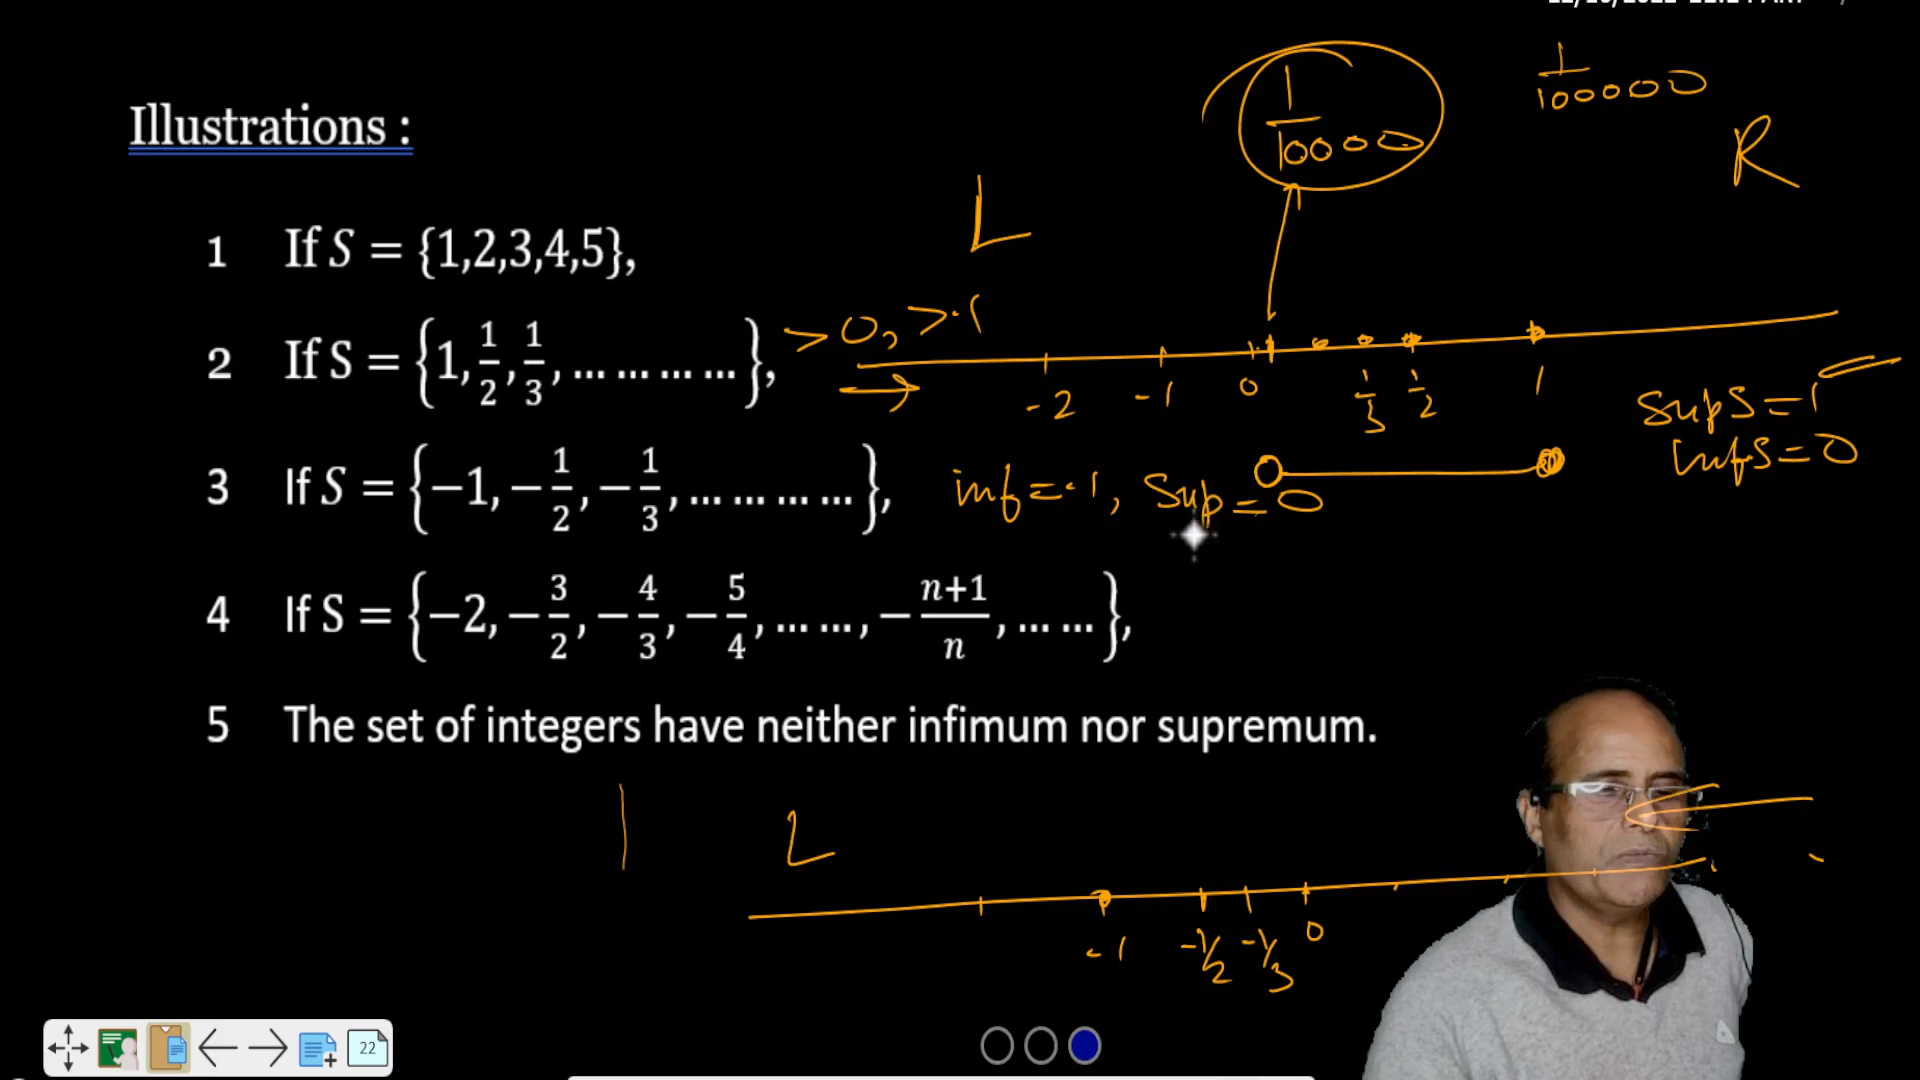 1
100000
1
10000
R
Illustrations :
L
1 If S = {1,2,3,4,5},
2 If S = {1, 1/2, 1/3, ... ... ... ...}, > 0, > -1
-2 -1 0 1/3 1/2 1
Sup S = 1
inf S = 0
3 If S = {−1, −1/2, −1/3, ... ... ... ...}, inf = -1, Sup = 0
4 If S = {−2, −3/2, −4/3, −5/4, ... ..., −n+1/n, ... ...},
5 The set of integers have neither infimum nor supremum.
L
-1 -1/2 -1/3 0
22